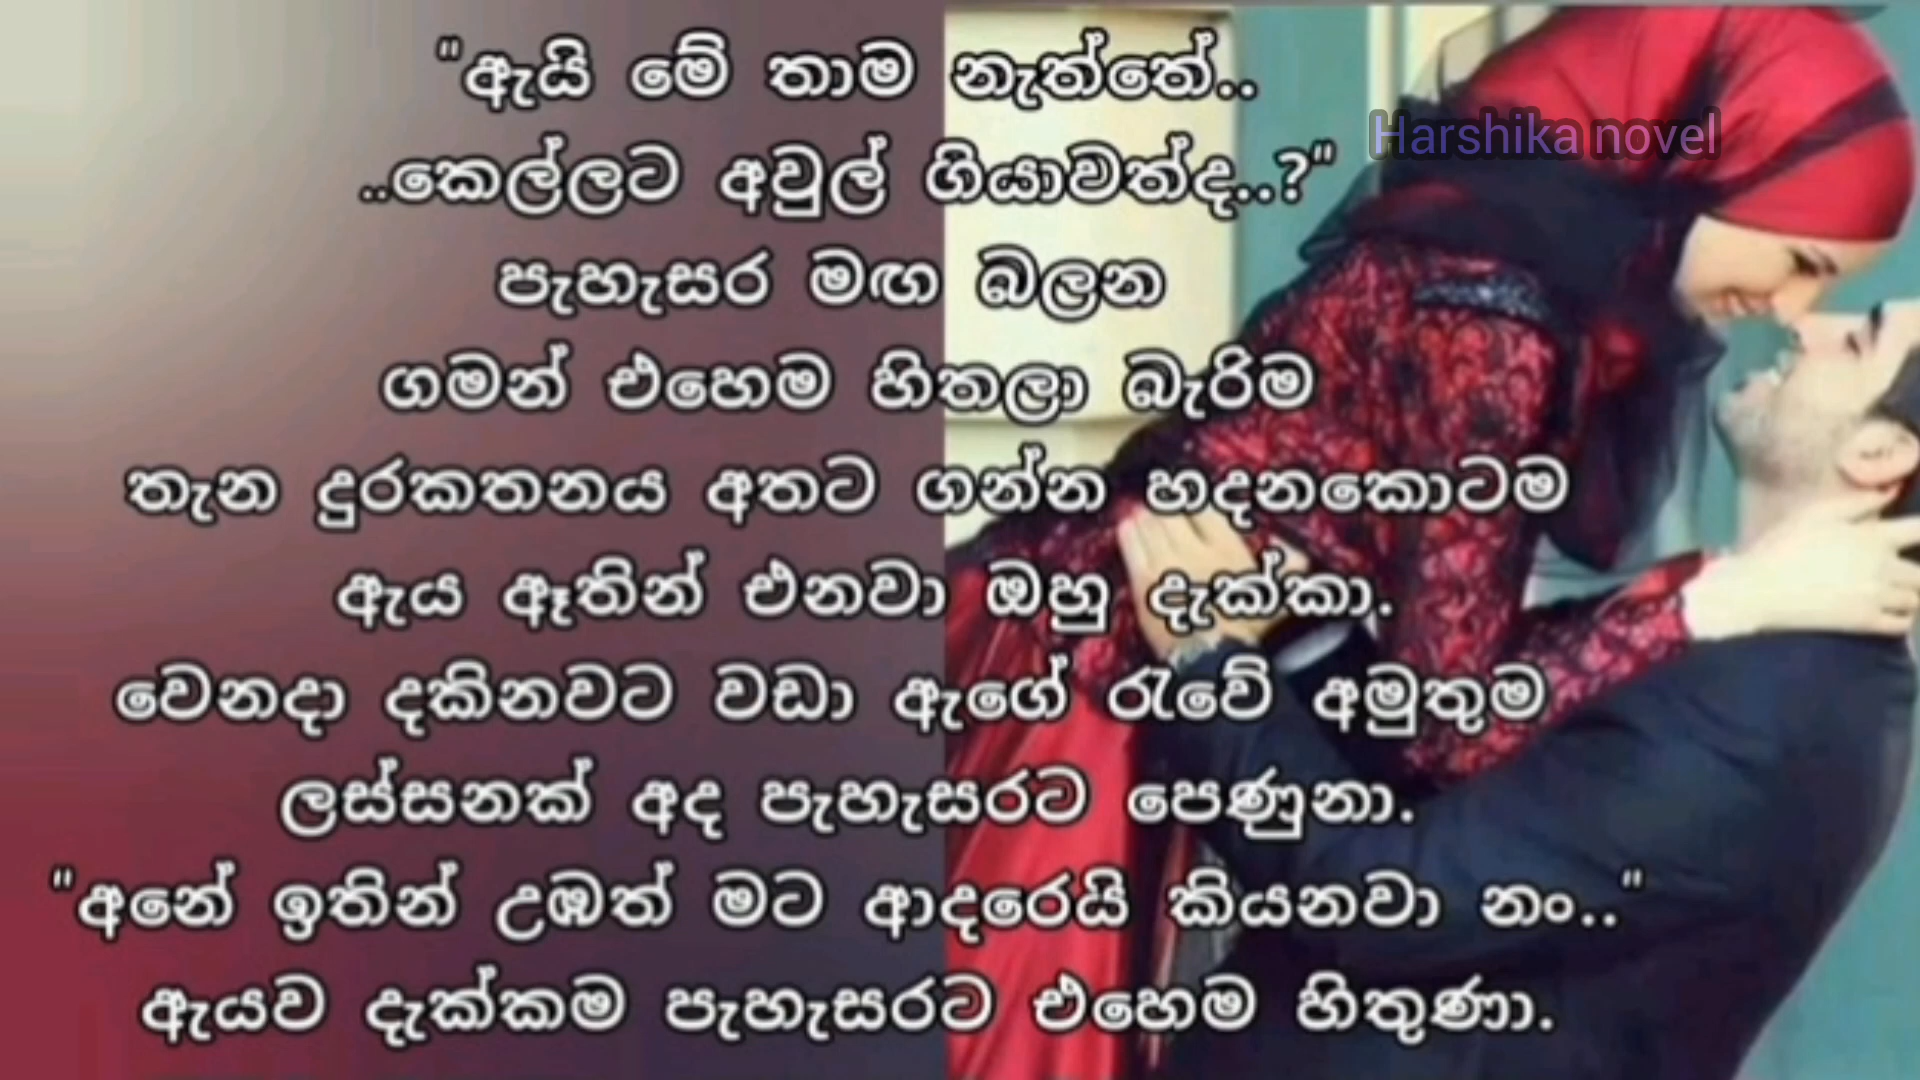 "ඇයි මේ තාම නැත්තේ..
..කෙල්ලට අවුල් ගියාවත්ද..?"
පැහැසර මඟ බලන
ගමන් එහෙම හිතලා බැරිම
තැන දුරකතනය අතට ගන්න හදනකොටම
ඇය ඈතින් එනවා ඔහු දැක්කා.
වෙනදා දකිනවට වඩා ඇගේ රැවේ අමුතුම
ලස්සනක් අද පැහැසරට පෙණුනා.
"අනේ ඉතින් උඹත් මට ආදරෙයි කියනවා නං.."
ඇයව දැක්කම පැහැසරට එහෙම හිතුණා.
Harshika novel